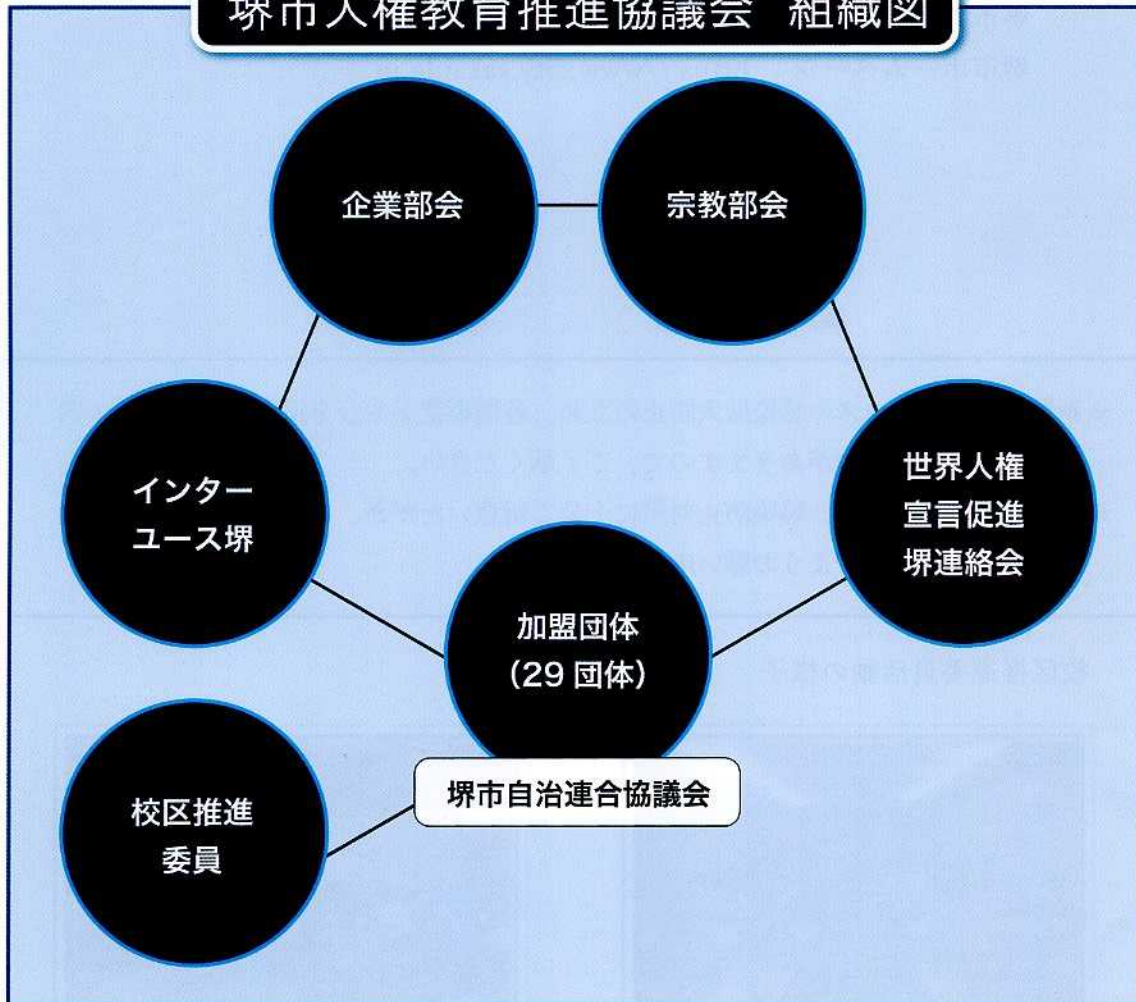 堺市人権教育推進協議会 組織図
企業部会
宗教部会
インター
ユース堺
世界人権
宣言促進
堺連絡会
加盟団体
(29 団体)
堺市自治連合協議会
校区推進
委員